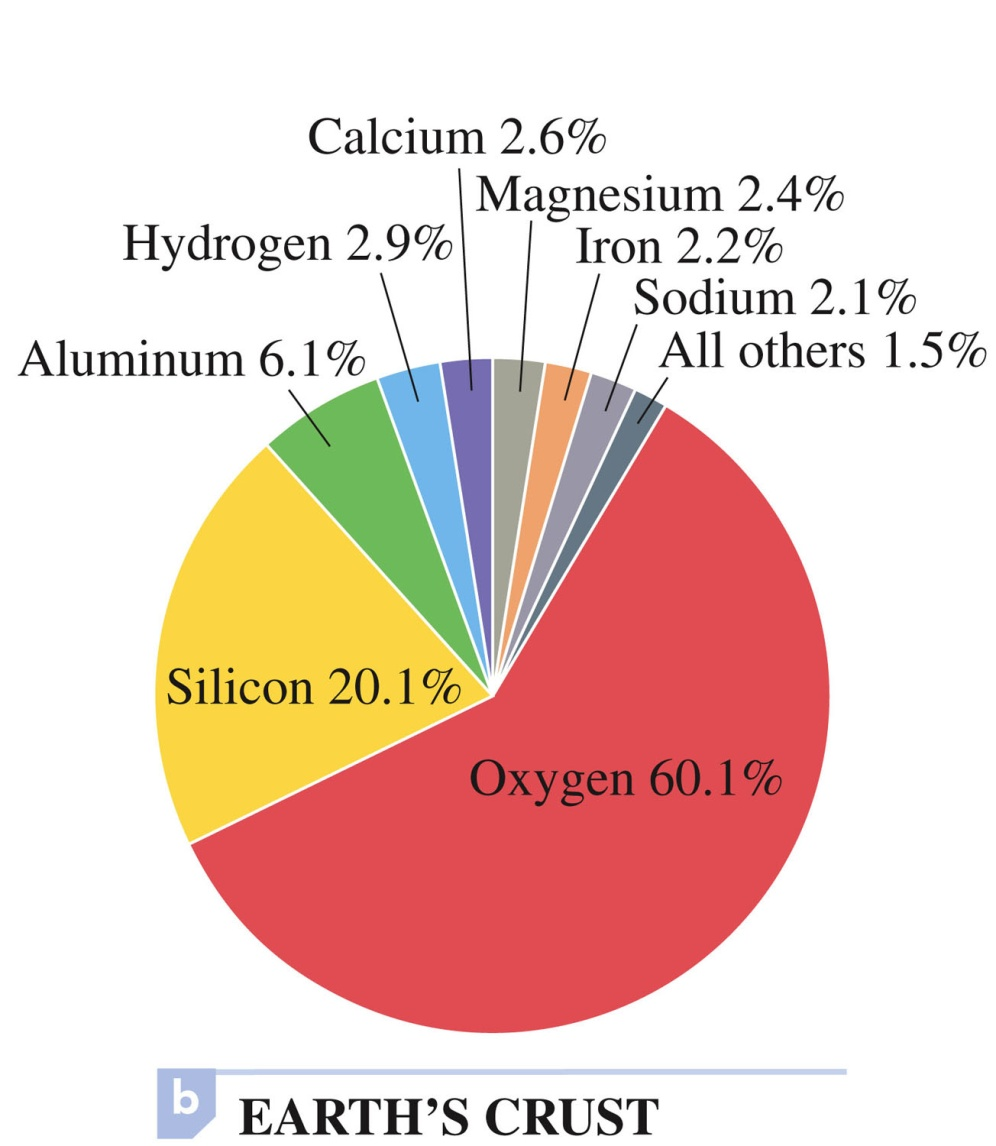 Calcium 2.6%
Magnesium 2.4%
Hydrogen 2.9%
Iron 2.2%
Sodium 2.1%
All others 1.5%
Aluminum 6.1%
Silicon 20.1%
Oxygen 60.1%
b
EARTH’S CRUST